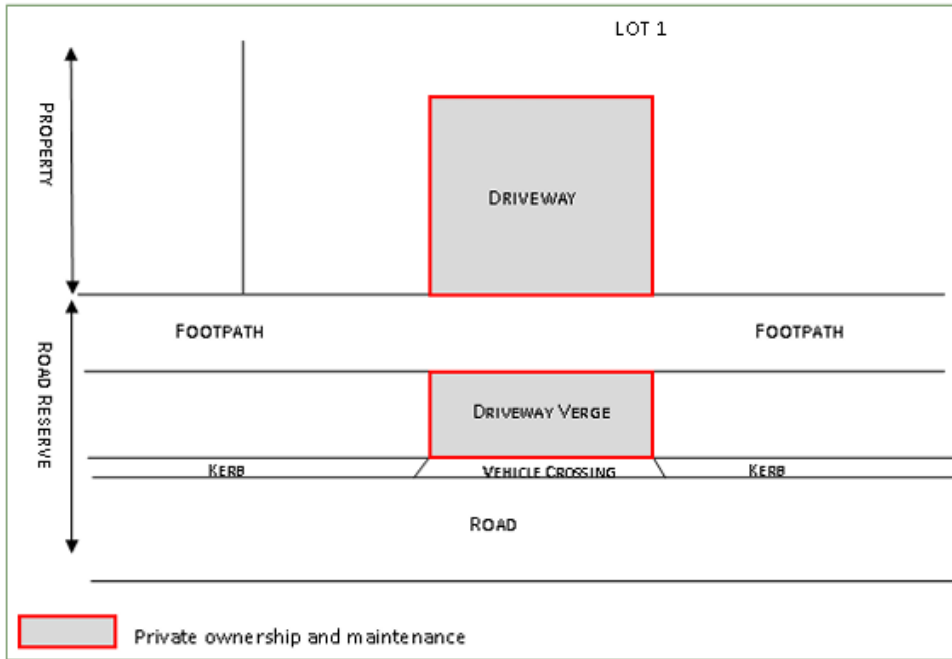 LOT 1
PROPERTY
DRIVEWAY
FOOTPATH
FOOTPATH
ROAD RESERVE
DRIVEWAY VERGE
KERB
VEHICLE CROSSING
KERB
ROAD
Private ownership and maintenance